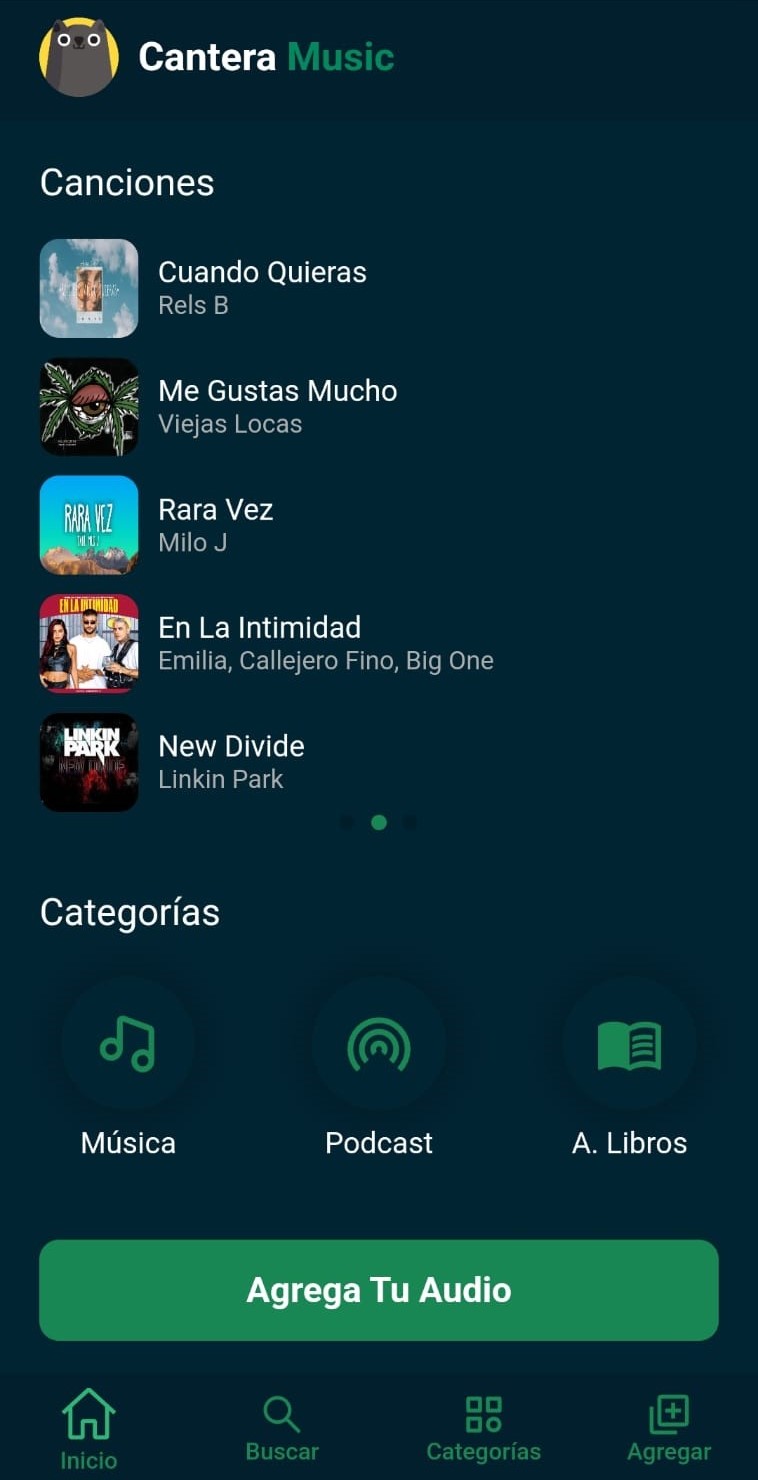 Cantera Music
Canciones
Cuando Quieras
Rels B
Me Gustas Mucho
Viejas Locas
RARA VEZ
Rara Vez
Milo J
EN LA INTIMIDAD
En La Intimidad
Emilia, Callejero Fino, Big One
LINKIN
PARK
NEW DIVIDE
New Divide
Linkin Park
Categorías
Música
Podcast
A. Libros
Agrega Tu Audio
Inicio
Buscar
Categorías
Agregar